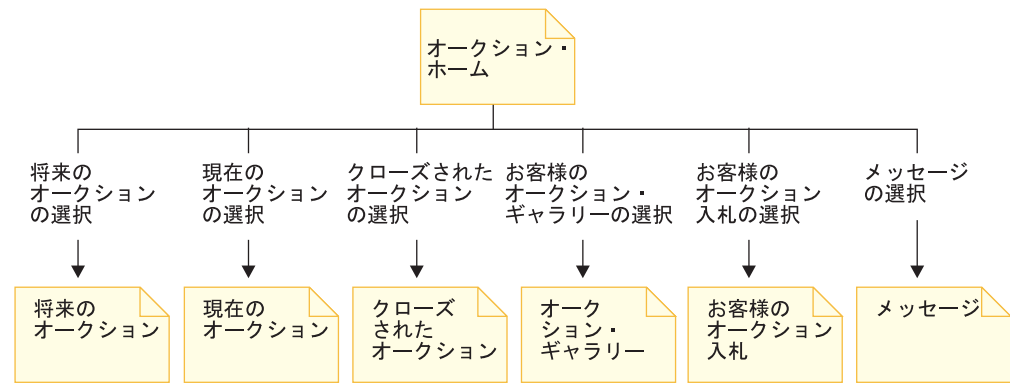 オークション・
ホーム
将来の
オークション
の選択
現在の
オークション
の選択
クローズされた
オークション
の選択
お客様の
オークション・
ギャラリーの選択
お客様の
オークション
入札の選択
メッセージ
の選択
将来の
オークション
現在の
オークション
クローズ
された
オークション
オーク
ション・
ギャラリー
お客様の
オークション
入札
メッセージ